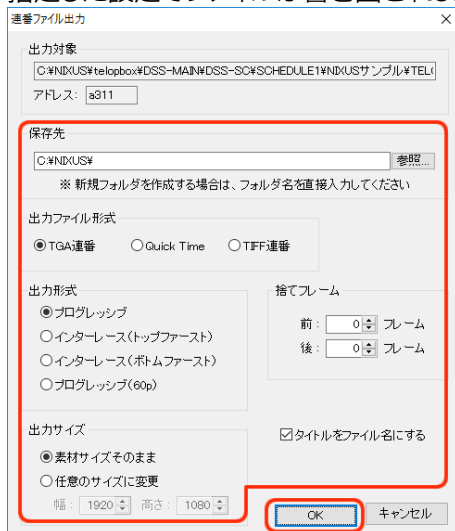 連番ファイル出力
出力対象
C:¥NIXUS¥telopbox¥DSS-MAIN¥DSS-SC¥SCHEDULE1¥NIXUSサンプル¥TEL(
アドレス: a311
保存先
C:¥NIXUS¥ 参照...
※ 新規フォルダを作成する場合は、フォルダ名を直接入力してください
出力ファイル形式
TGA連番 Quick Time TIFF連番
出力形式
プログレッシブ
インターレース(トップファースト)
インターレース(ボトムファースト)
プログレッシブ(60p)
捨てフレーム
前: 0 フレーム
後: 0 フレーム
出力サイズ
素材サイズそのまま
任意のサイズに変更
幅: 1920 高さ: 1080
タイトルをファイル名にする
OK キャンセル